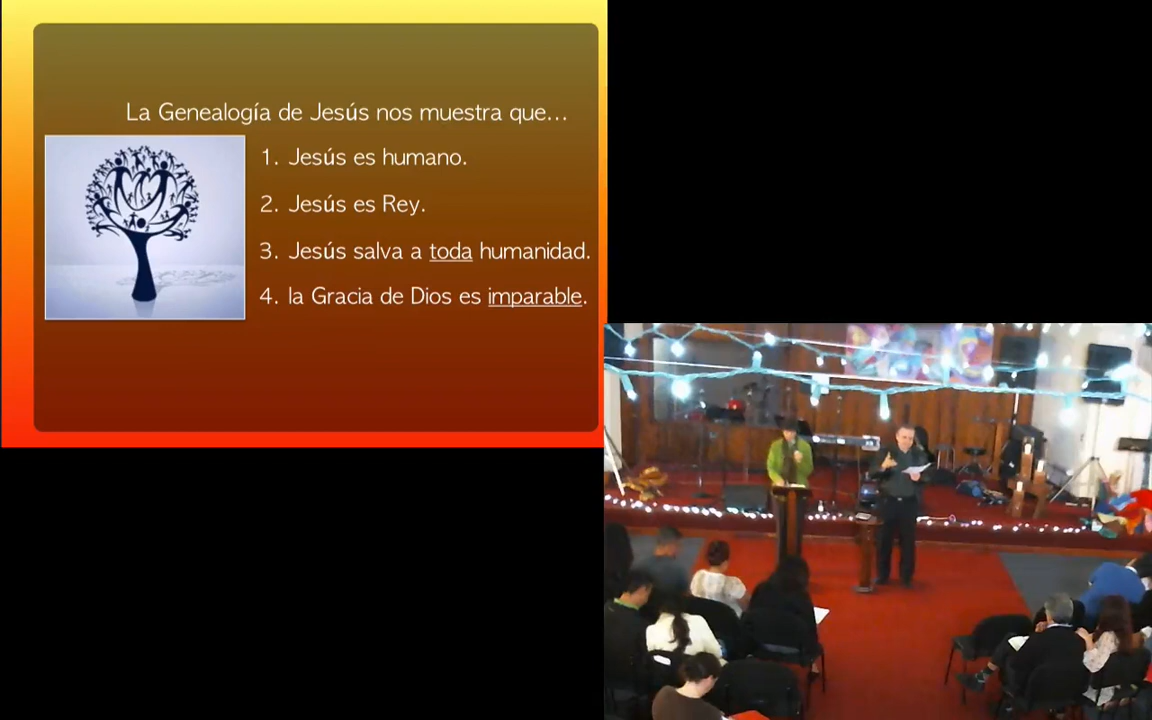 La Genealogía de Jesús nos muestra que...
1. Jesús es humano.
2. Jesús es Rey.
3. Jesús salva a toda humanidad.
4. la Gracia de Dios es imparable.